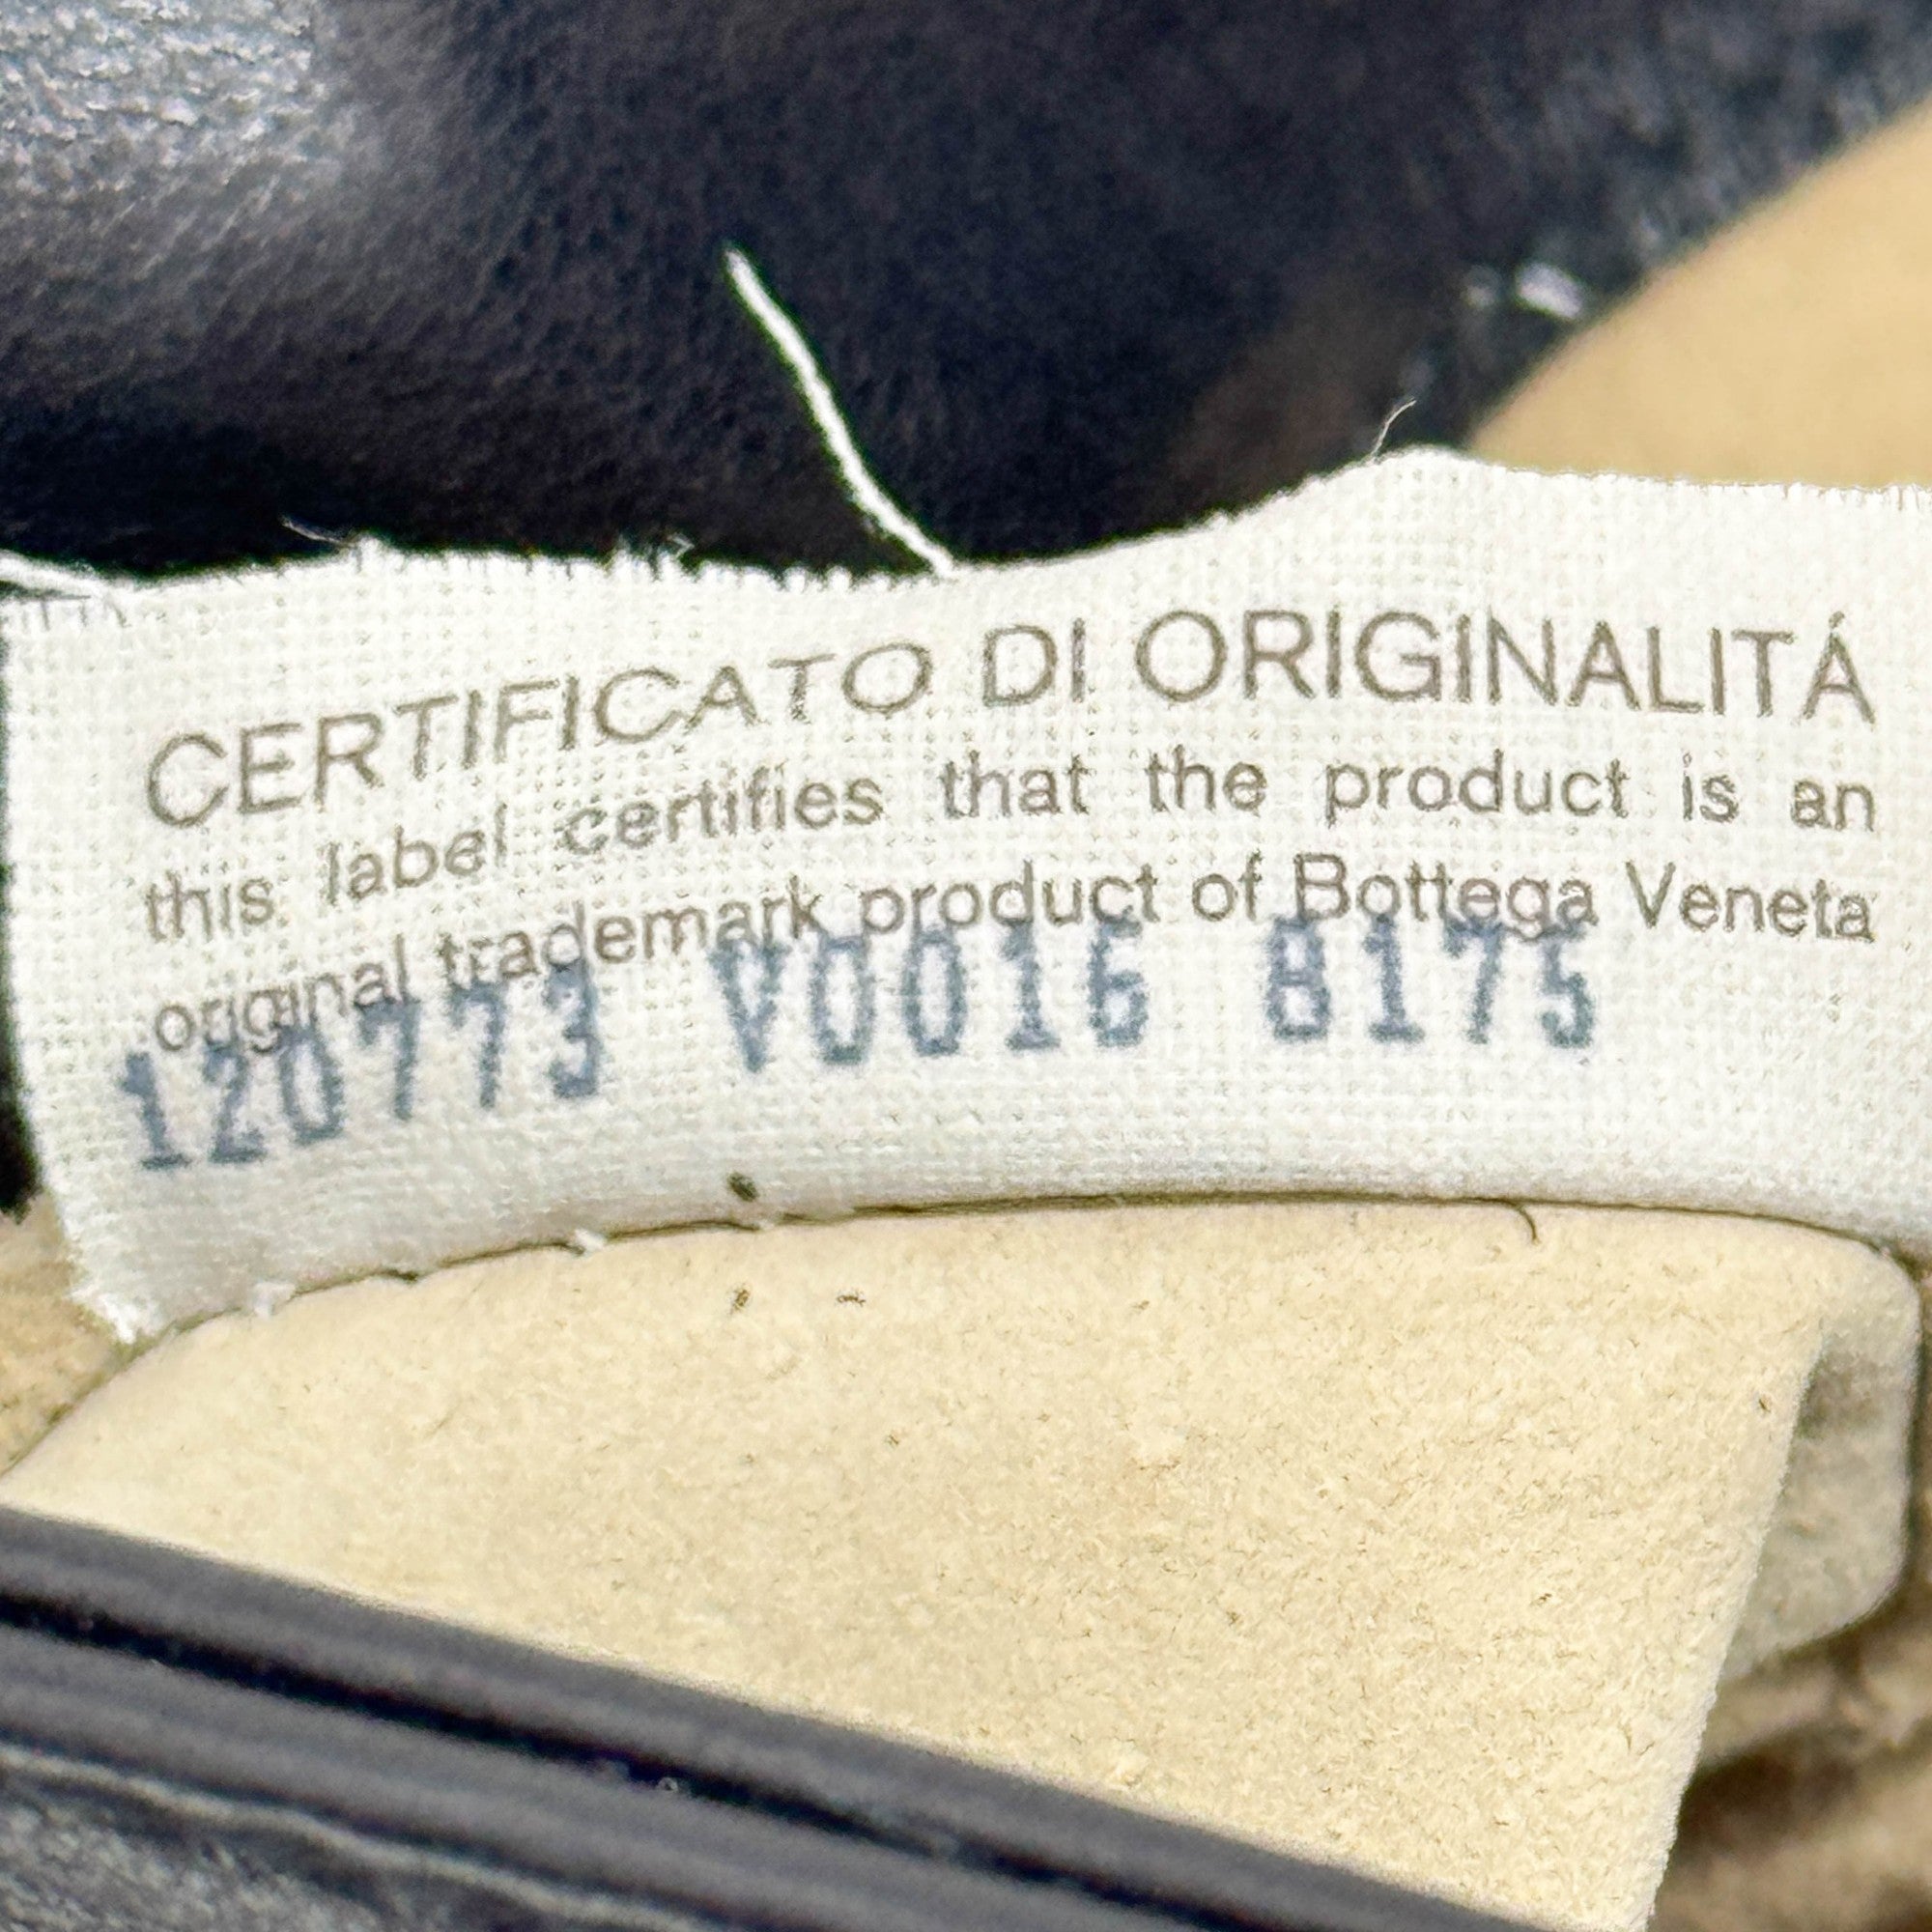 CERTIFICATO DI ORIGINALITÁ
this label certifies that the product is an
original trademark product of Bottega Veneta
120773 V0016 8175